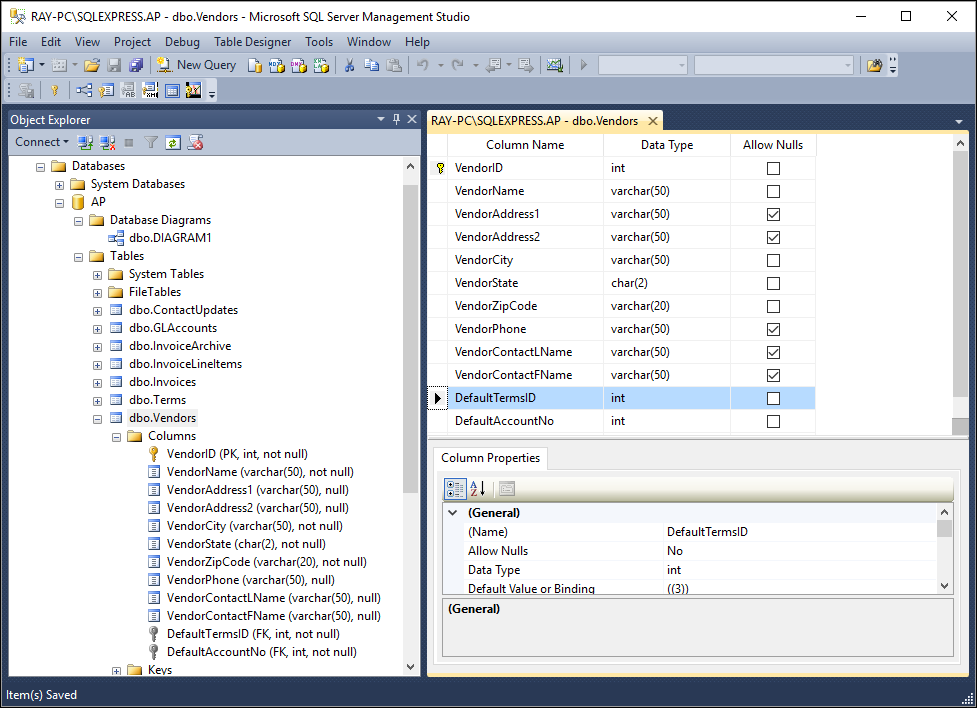 RAY-PC\SQLEXPRESS.AP - dbo.Vendors - Microsoft SQL Server Management Studio
File Edit View Project Debug Table Designer Tools Window Help
New Query
Object Explorer
Connect
Databases
System Databases
AP
Database Diagrams
dbo.DIAGRAM1
Tables
System Tables
FileTables
dbo.ContactUpdates
dbo.GLAccounts
dbo.InvoiceArchive
dbo.InvoiceLineItems
dbo.Invoices
dbo.Terms
dbo.Vendors
Columns
VendorID (PK, int, not null)
VendorName (varchar(50), not null)
VendorAddress1 (varchar(50), null)
VendorAddress2 (varchar(50), null)
VendorCity (varchar(50), not null)
VendorState (char(2), not null)
VendorZipCode (varchar(20), not null)
VendorPhone (varchar(50), null)
VendorContactLName (varchar(50), null)
VendorContactFName (varchar(50), null)
DefaultTermsID (FK, int, not null)
DefaultAccountNo (FK, int, not null)
Keys
RAY-PC\SQLEXPRESS.AP - dbo.Vendors
Column Name Data Type Allow Nulls
VendorID int
VendorName varchar(50)
VendorAddress1 varchar(50)
VendorAddress2 varchar(50)
VendorCity varchar(50)
VendorState char(2)
VendorZipCode varchar(20)
VendorPhone varchar(50)
VendorContactLName varchar(50)
VendorContactFName varchar(50)
DefaultTermsID int
DefaultAccountNo int
Column Properties
(General)
(Name) DefaultTermsID
Allow Nulls No
Data Type int
Default Value or Binding ((3))
(General)
Item(s) Saved